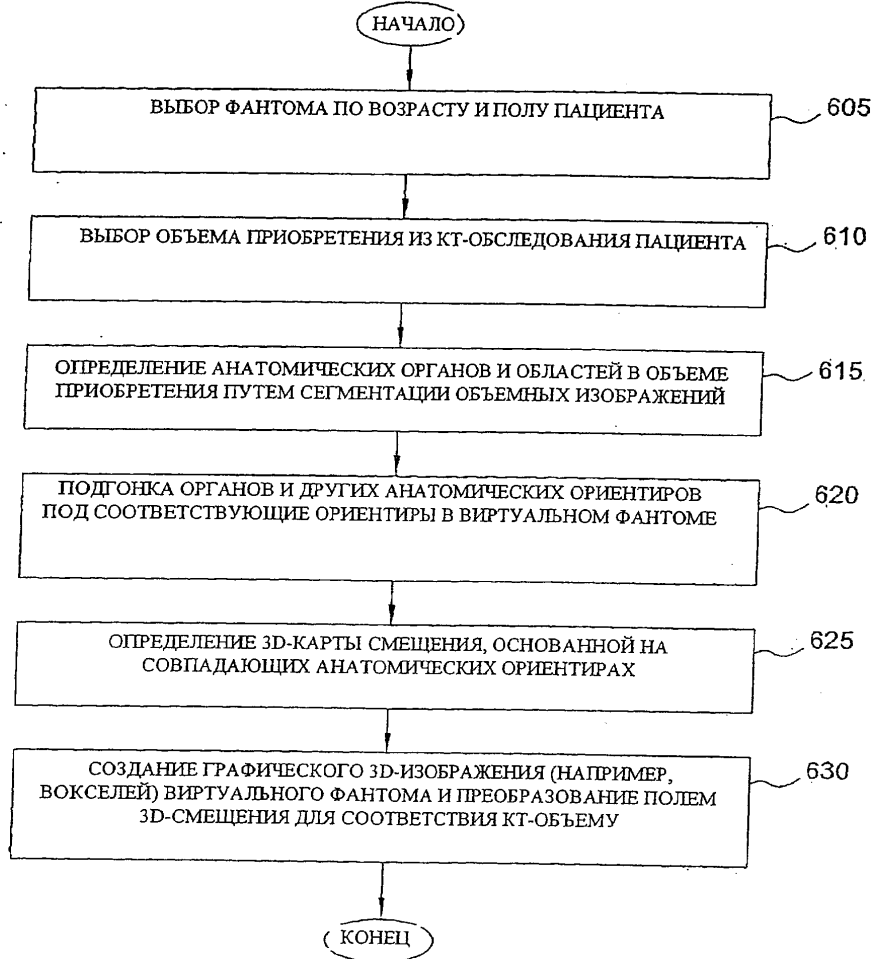 НАЧАЛО
ВЫБОР ФАНТОМА ПО ВОЗРАСТУ И ПОЛУ ПАЦИЕНТА
605
ВЫБОР ОБЪЕМА ПРИОБРЕТЕНИЯ ИЗ КТ-ОБСЛЕДОВАНИЯ ПАЦИЕНТА
610
ОПРЕДЕЛЕНИЕ АНАТОМИЧЕСКИХ ОРГАНОВ И ОБЛАСТЕЙ В ОБЪЕМЕ
ПРИОБРЕТЕНИЯ ПУТЕМ СЕГМЕНТАЦИИ ОБЪЕМНЫХ ИЗОБРАЖЕНИЙ
615
ПОДГОНКА ОРГАНОВ И ДРУГИХ АНАТОМИЧЕСКИХ ОРИЕНТИРОВ
ПОД СООТВЕТСТВУЮЩИЕ ОРИЕНТИРЫ В ВИРТУАЛЬНОМ ФАНТОМЕ
620
ОПРЕДЕЛЕНИЕ 3D-КАРТЫ СМЕЩЕНИЯ, ОСНОВАННОЙ НА
СОВПАДАЮЩИХ АНАТОМИЧЕСКИХ ОРИЕНТИРАХ
625
СОЗДАНИЕ ГРАФИЧЕСКОГО 3D-ИЗОБРАЖЕНИЯ (НАПРИМЕР,
ВОКСЕЛЕЙ) ВИРТУАЛЬНОГО ФАНТОМА И ПРЕОБРАЗОВАНИЕ ПОЛЕМ
3D-СМЕЩЕНИЯ ДЛЯ СООТВЕТСТВИЯ КТ-ОБЪЕМУ
630
КОНЕЦ